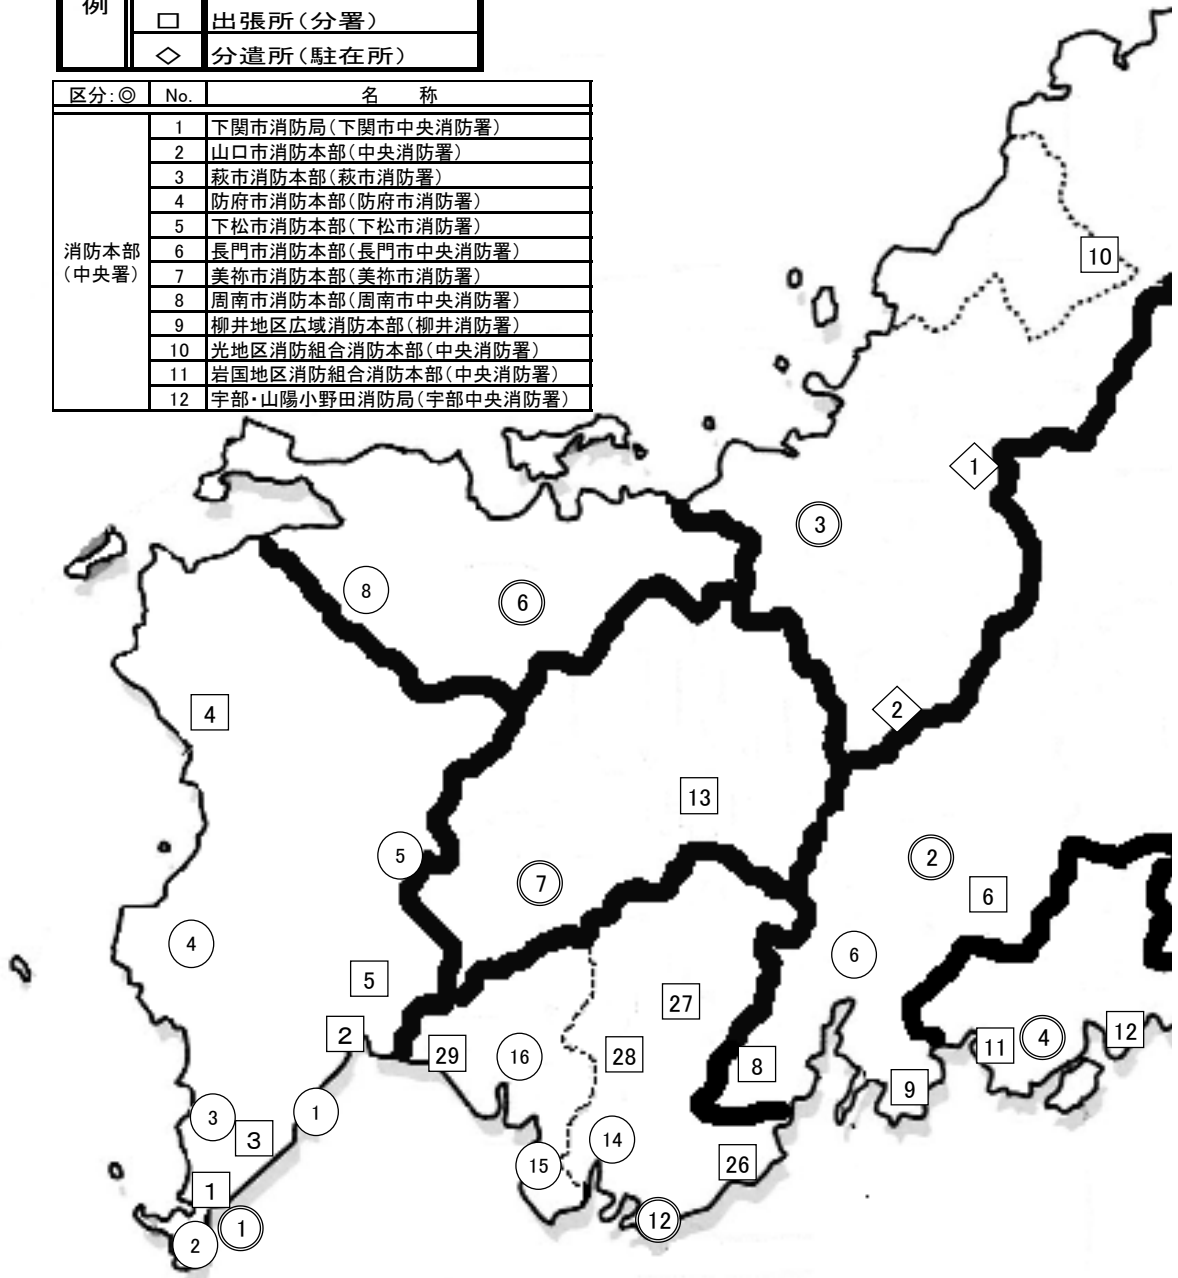 例
□ 出張所(分署)
◇ 分遣所(駐在所)
区分:◎ No. 名 称
消防本部
(中央署)
1 下関市消防局(下関市中央消防署)
2 山口市消防本部(中央消防署)
3 萩市消防本部(萩市消防署)
4 防府市消防本部(防府市消防署)
5 下松市消防本部(下松市消防署)
6 長門市消防本部(長門市中央消防署)
7 美祢市消防本部(美祢市消防署)
8 周南市消防本部(周南市中央消防署)
9 柳井地区広域消防本部(柳井消防署)
10 光地区消防組合消防本部(中央消防署)
11 岩国地区消防組合消防本部(中央消防署)
12 宇部・山陽小野田消防局(宇部中央消防署)
10
1
3
8
6
4
2
13
5
7
2
6
4
6
5
27
2
29
16
28
8
11
4
12
9
3
1
3
14
15
26
1
2
1
12